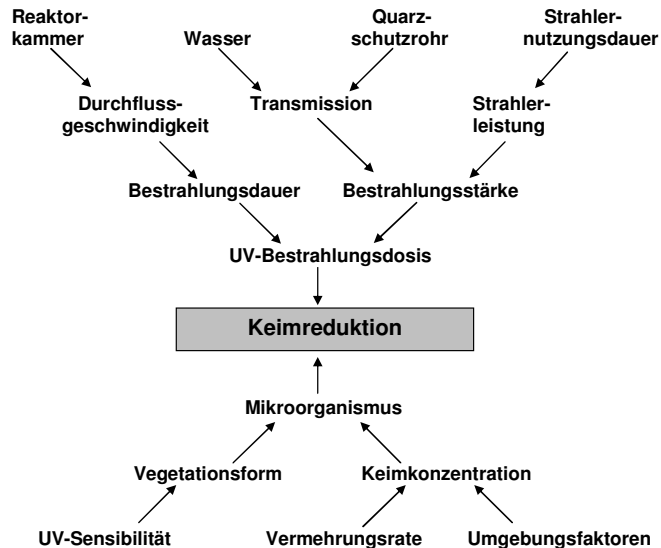 Reaktor-
kammer
Wasser
Quarz-
schutzrohr
Strahler-
nutzungsdauer
Durchfluss-
geschwindigkeit
Transmission
Strahler-
leistung
Bestrahlungsdauer
Bestrahlungsstärke
UV-Bestrahlungsdosis
Keimreduktion
Mikroorganismus
Vegetationsform
Keimkonzentration
UV-Sensibilität
Vermehrungsrate
Umgebungsfaktoren